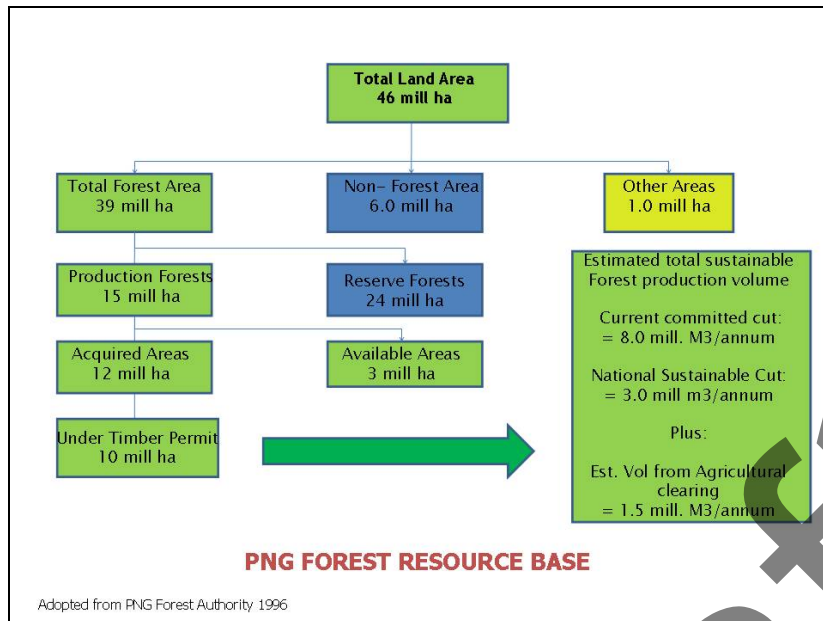 Total Land Area
46 mill ha
Total Forest Area
39 mill ha
Non- Forest Area
6.0 mill ha
Other Areas
1.0 mill ha
Production Forests
15 mill ha
Reserve Forests
24 mill ha
Acquired Areas
12 mill ha
Available Areas
3 mill ha
Under Timber Permit
10 mill ha
Estimated total sustainable
Forest production volume
Current committed cut:
= 8.0 mill. M3/annum
National Sustainable Cut:
= 3.0 mill m3/annum
Plus:
Est. Vol from Agricultural
clearing
= 1.5 mill. M3/annum
PNG FOREST RESOURCE BASE
Adopted from PNG Forest Authority 1996